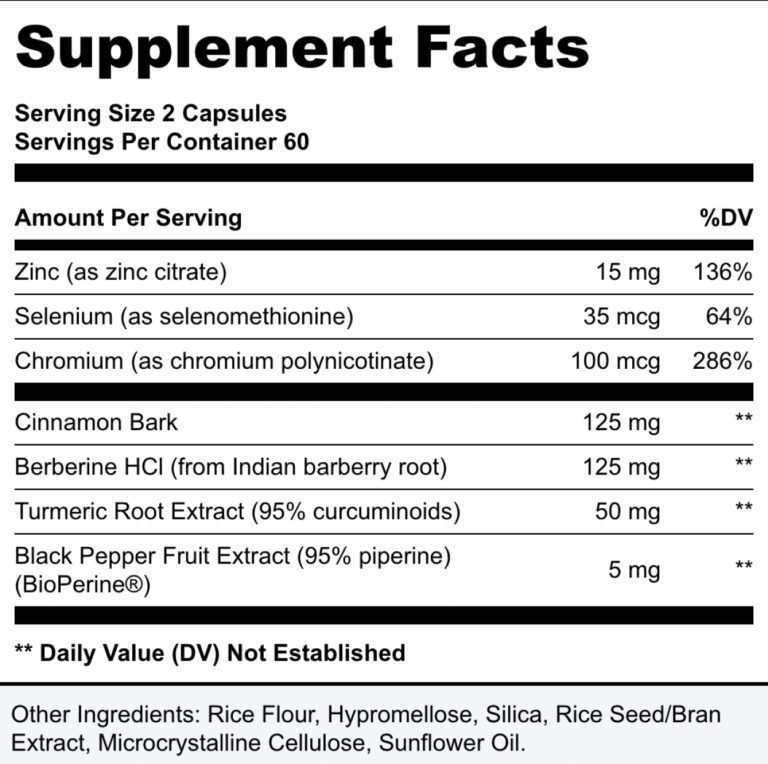 Supplement Facts
Serving Size 2 Capsules
Servings Per Container 60
Amount Per Serving %DV
Zinc (as zinc citrate) 15 mg 136%
Selenium (as selenomethionine) 35 mcg 64%
Chromium (as chromium polynicotinate) 100 mcg 286%
Cinnamon Bark 125 mg **
Berberine HCl (from Indian barberry root) 125 mg **
Turmeric Root Extract (95% curcuminoids) 50 mg **
Black Pepper Fruit Extract (95% piperine)
(BioPerine®) 5 mg **
** Daily Value (DV) Not Established
Other Ingredients: Rice Flour, Hypromellose, Silica, Rice Seed/Bran
Extract, Microcrystalline Cellulose, Sunflower Oil.